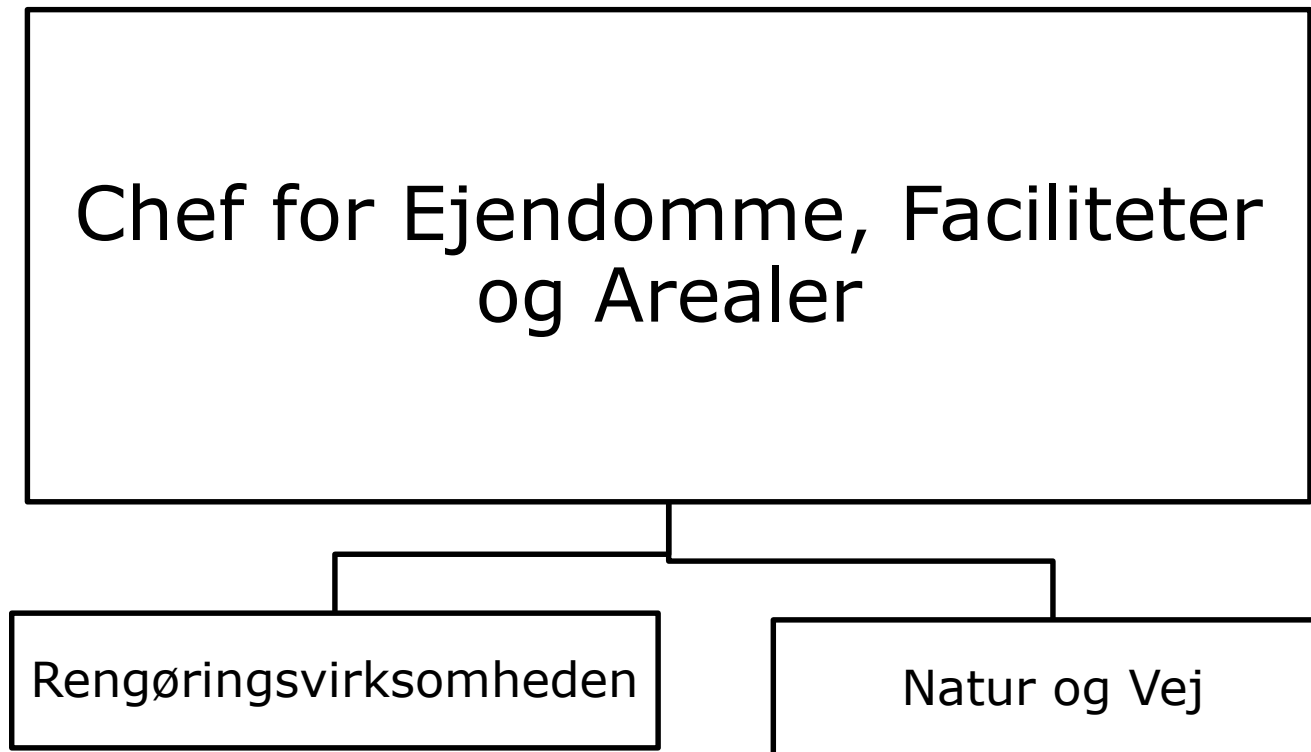 Chef for Ejendomme, Faciliteter
og Arealer
Rengøringsvirksomheden
Natur og Vej